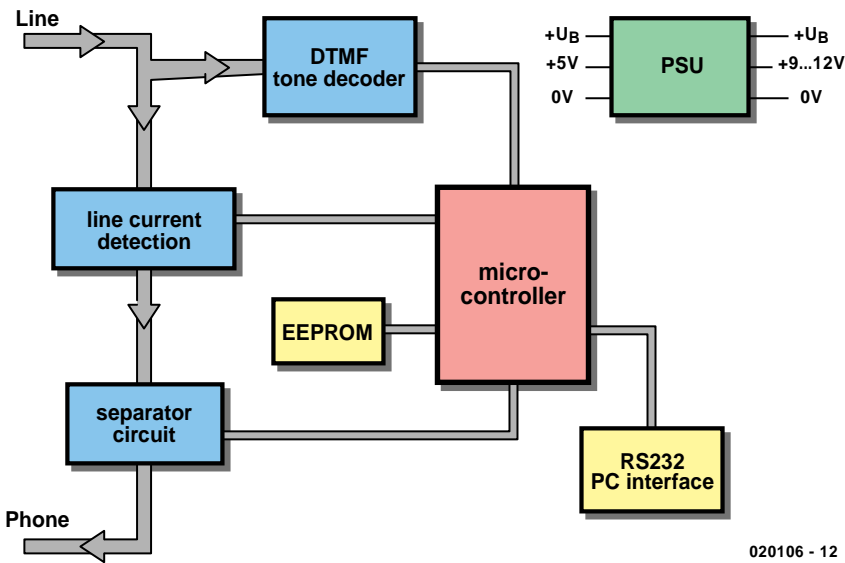 Line
DTMF
tone decoder
+UB
+5V
0V
PSU
+UB
+9...12V
0V
line current
detection
micro-
controller
EEPROM
separator
circuit
RS232
PC interface
Phone
020106 - 12